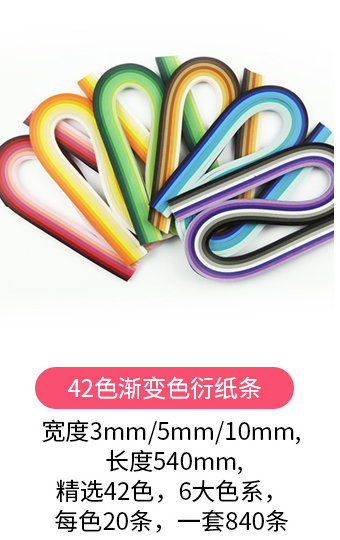 42色渐变色衍纸条
宽度3mm/5mm/10mm,
长度540mm,
精选42色，6大色系，
每色20条，一套840条